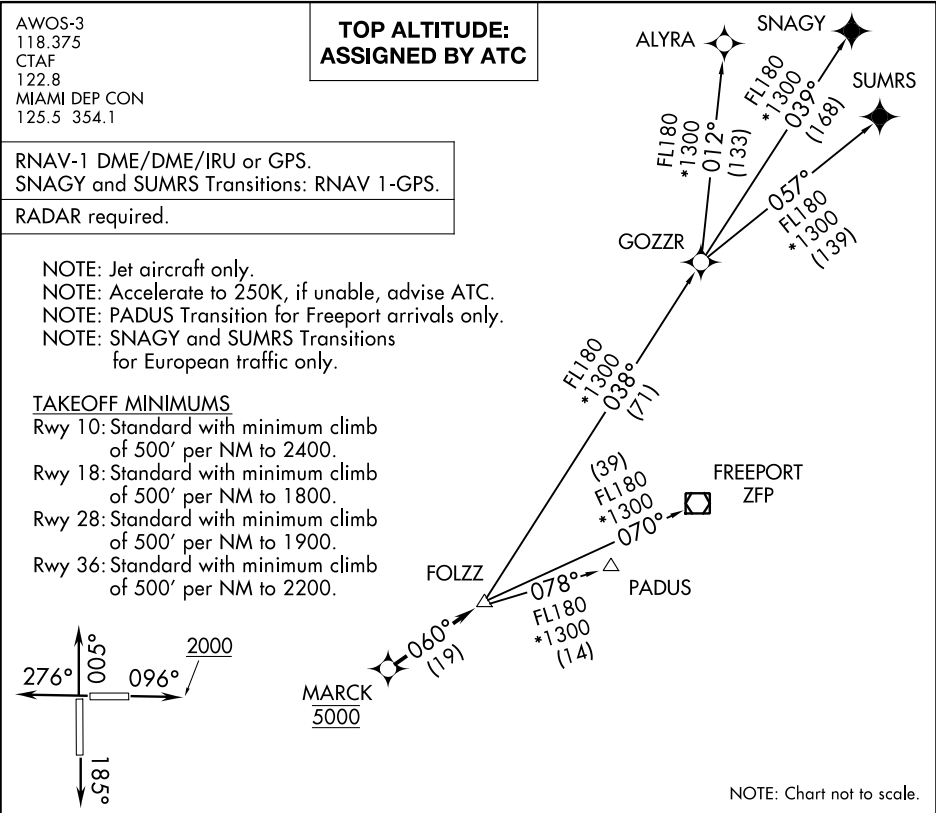 AWOS-3
118.375
CTAF
122.8
MIAMI DEP CON
125.5 354.1
TOP ALTITUDE:
ASSIGNED BY ATC
RNAV-1 DME/DME/IRU or GPS.
SNAGY and SUMRS Transitions: RNAV 1-GPS.
RADAR required.
NOTE: Jet aircraft only.
NOTE: Accelerate to 250K, if unable, advise ATC.
NOTE: PADUS Transition for Freeport arrivals only.
NOTE: SNAGY and SUMRS Transitions
for European traffic only.
TAKEOFF MINIMUMS
Rwy 10: Standard with minimum climb
of 500' per NM to 2400.
Rwy 18: Standard with minimum climb
of 500' per NM to 1800.
Rwy 28: Standard with minimum climb
of 500' per NM to 1900.
Rwy 36: Standard with minimum climb
of 500' per NM to 2200.
276°
005°
096°
2000
185°
ALYRA
SNAGY
SUMRS
FL180
*1300
012°
(133)
FL180
*1300
039°
(168)
057°
FL180
*1300
(139)
GOZZR
FL180
*1300
038°
(71)
(39)
FL180
*1300
070°
FREEPORT
ZFP
FOLZZ
078°
FL180
*1300
(14)
PADUS
060°
(19)
MARCK
5000
NOTE: Chart not to scale.